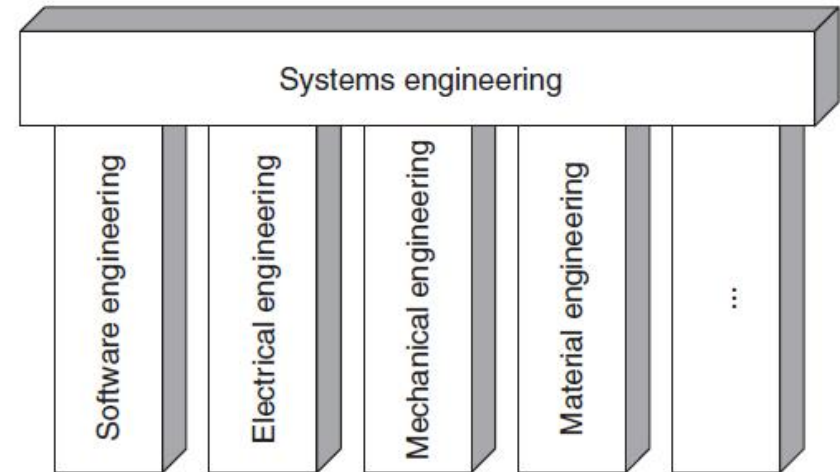 Systems engineering
Software engineering
Electrical engineering
Mechanical engineering
Material engineering
...